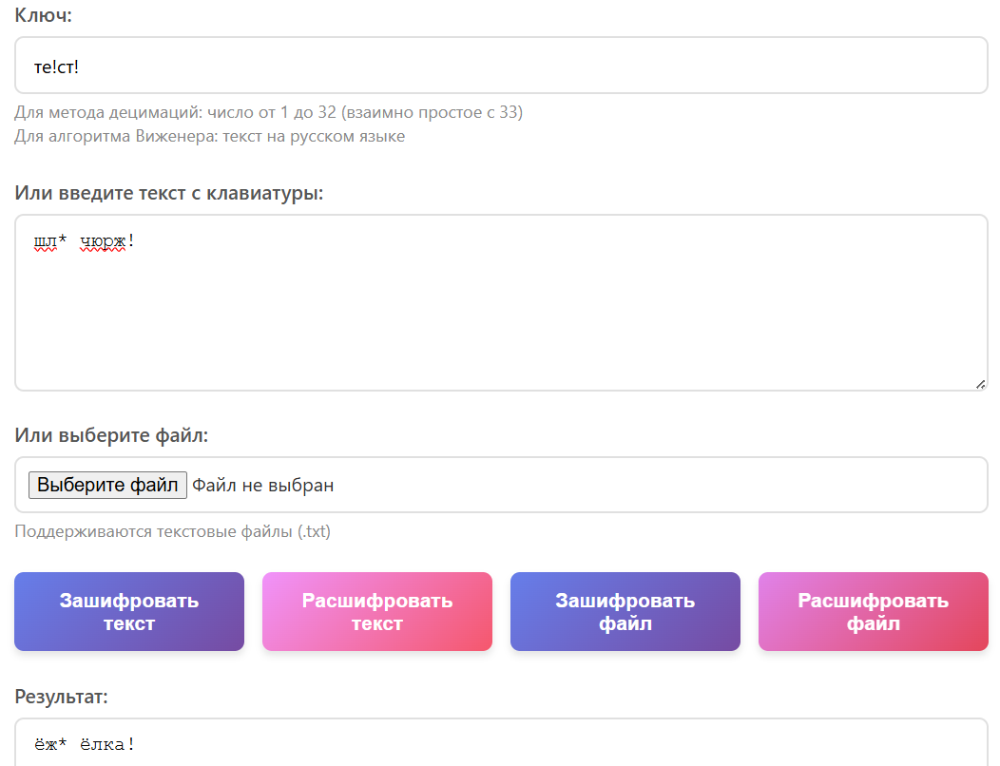 Ключ:
те!ст!
Для метода децимаций: число от 1 до 32 (взаимно простое с 33)
Для алгоритма Виженера: текст на русском языке
Или введите текст с клавиатуры:
шл* чюрж!
Или выберите файл:
Выберите файл Файл не выбран
Поддерживаются текстовые файлы (.txt)
Зашифровать текст
Расшифровать текст
Зашифровать файл
Расшифровать файл
Результат:
ёж* ёлка!